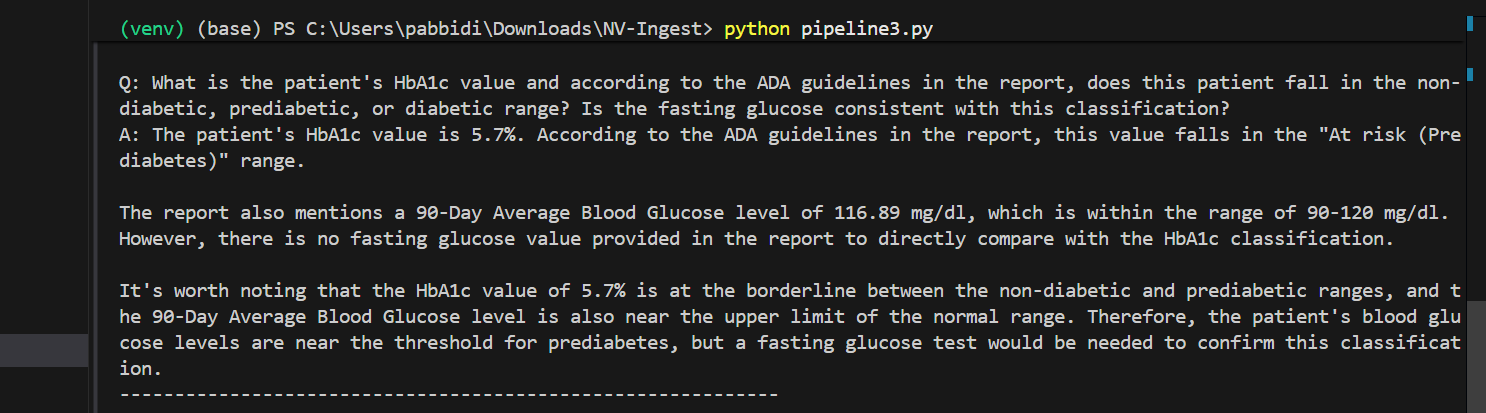 (venv) (base) PS C:\Users\pabbidi\Downloads\NV-Ingest> python pipeline3.py
Q: What is the patient's HbA1c value and according to the ADA guidelines in the report, does this patient fall in the non-
diabetic, prediabetic, or diabetic range? Is the fasting glucose consistent with this classification?
A: The patient's HbA1c value is 5.7%. According to the ADA guidelines in the report, this value falls in the "At risk (Pre
diabetes)" range.
The report also mentions a 90-Day Average Blood Glucose level of 116.89 mg/dl, which is within the range of 90-120 mg/dl.
However, there is no fasting glucose value provided in the report to directly compare with the HbA1c classification.
It's worth noting that the HbA1c value of 5.7% is at the borderline between the non-diabetic and prediabetic ranges, and t
he 90-Day Average Blood Glucose level is also near the upper limit of the normal range. Therefore, the patient's blood glu
cose levels are near the threshold for prediabetes, but a fasting glucose test would be needed to confirm this classificat
ion.
------------------------------------------------------------